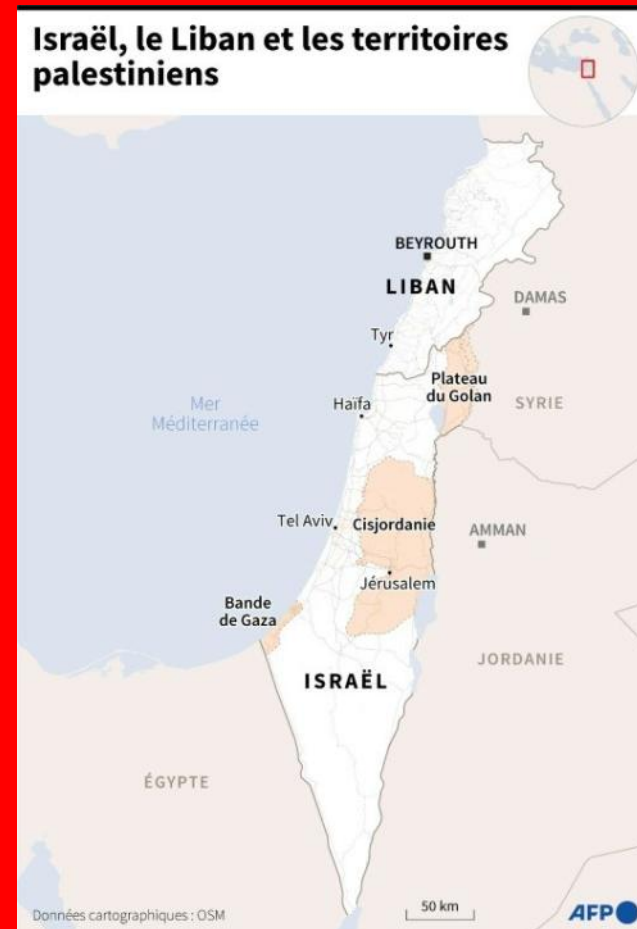 Israël, le Liban et les territoires
palestiniens
BEYROUTH
LIBAN
DAMAS
Tyr
Plateau
du Golan
Haïfa
SYRIE
Mer
Méditerranée
Tel Aviv
Cisjordanie
AMMAN
Jérusalem
Bande
de Gaza
JORDANIE
ISRAËL
ÉGYPTE
Données cartographiques : OSM
50 km
AFP